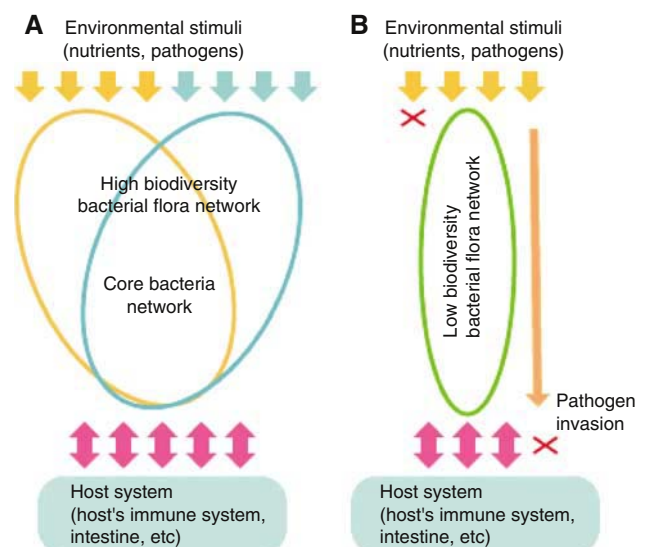 A
Environmental stimuli
(nutrients, pathogens)
High biodiversity
bacterial flora network
Core bacteria
network
Host system
(host's immune system,
intestine, etc)
B
Environmental stimuli
(nutrients, pathogens)
Low biodiversity
bacterial flora network
Pathogen
invasion
Host system
(host's immune system,
intestine, etc)